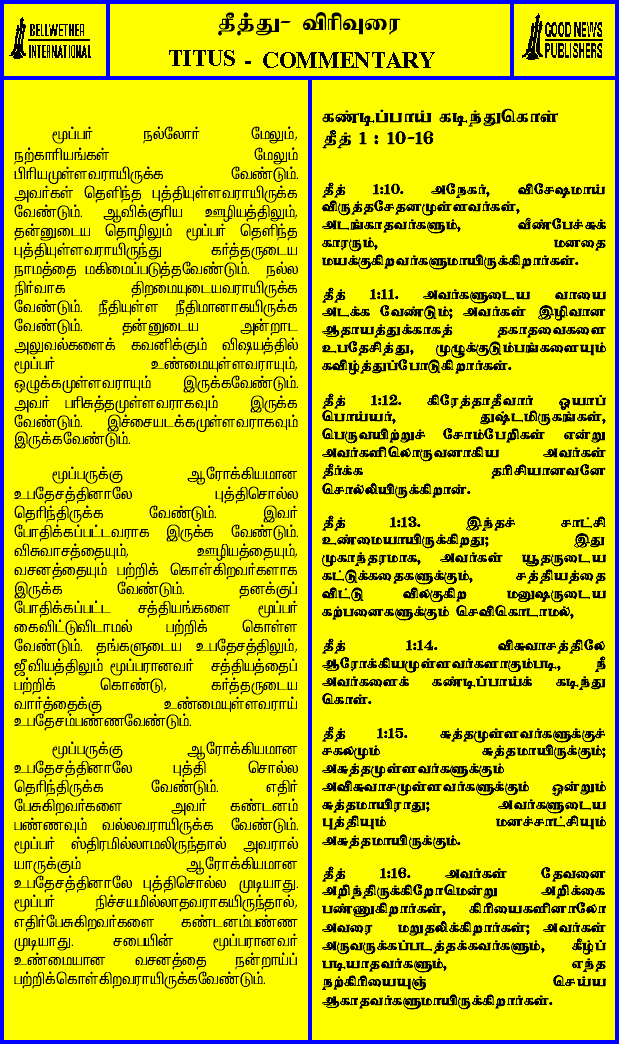 BELLWETHER
INTERNATIONAL
தீத்து- விரிவுரை
TITUS - COMMENTARY
GOOD NEWS
PUBLISHERS
மூப்பர் நல்லோர் மேலும்,
நற்காரியங்கள் மேலும்
பிரியமுள்ளவராயிருக்க வேண்டும்.
அவர்கள் தெளிந்த புத்தியுள்ளவராயிருக்க
வேண்டும். ஆவிக்குரிய ஊழியத்திலும்,
தன்னுடைய தொழிலும் மூப்பர் தெளிந்த
புத்தியுள்ளவராயிருந்து கர்த்தருடைய
நாமத்தை மகிமைப்படுத்தவேண்டும். நல்ல
நிர்வாக திறமையுடையவராயிருக்க
வேண்டும். நீதியுள்ள நீதிமானாகயிருக்க
வேண்டும். தன்னுடைய அன்றாட
அலுவல்களைக் கவனிக்கும் விஷயத்தில்
மூப்பர் உண்மையுள்ளவராயும்,
ஒழுக்கமுள்ளவராயும் இருக்கவேண்டும்.
அவர் பரிசுத்தமுள்ளவராகவும் இருக்க
வேண்டும். இச்சையடக்கமுள்ளவராகவும்
இருக்கவேண்டும்.
மூப்பருக்கு ஆரோக்கியமான
உபதேசத்தினாலே புத்திசொல்ல
தெரிந்திருக்க வேண்டும். இவர்
போதிக்கப்பட்டவராக இருக்க வேண்டும்.
விசுவாசத்தையும், ஊழியத்தையும்,
வசனத்தையும் பற்றிக் கொள்கிறவர்களாக
இருக்க வேண்டும். தனக்குப்
போதிக்கப்பட்ட சத்தியங்களை மூப்பர்
கைவிட்டுவிடாமல் பற்றிக் கொள்ள
வேண்டும். தங்களுடைய உபதேசத்திலும்,
ஜீவியத்திலும் மூப்பரானவர் சத்தியத்தைப்
பற்றிக் கொண்டு, கர்த்தருடைய
வார்த்தைக்கு உண்மையுள்ளவராய்
உபதேசம்பண்ணவேண்டும்.
மூப்பருக்கு ஆரோக்கியமான
உபதேசத்தினாலே புத்தி சொல்ல
தெரிந்திருக்க வேண்டும். எதிர்
பேசுகிறவர்களை அவர் கண்டனம்
பண்ணவும் வல்லவராயிருக்க வேண்டும்.
மூப்பர் ஸ்திரமில்லாமலிருந்தால் அவரால்
யாருக்கும் ஆரோக்கியமான
உபதேசத்தினாலே புத்திசொல்ல முடியாது.
மூப்பர் நிச்சயமில்லாதவராகயிருந்தால்,
எதிர்பேசுகிறவர்களை கண்டனம்பண்ண
முடியாது. சபையின் மூப்பரானவர்
உண்மையான வசனத்தை நன்றாய்ப்
பற்றிக்கொள்கிறவராயிருக்கவேண்டும்.
கண்டிப்பாய் கடிந்துகொள்
தீத் 1 : 10-16
தீத் 1:10. அநேகர், விசேஷமாய்
விருத்தசேதனமுள்ளவர்கள்,
அடங்காதவர்களும், வீண்பேச்சுக்
காரரும், மனதை
மயக்குகிறவர்களுமாயிருக்கிறார்கள்.
தீத் 1:11. அவர்களுடைய வாயை
அடக்க வேண்டும்; அவர்கள் இழிவான
ஆதாயத்துக்காகத் தகாதவைகளை
உபதேசித்து, முழுக்குடும்பங்களையும்
கவிழ்த்துப்போடுகிறார்கள்.
தீத் 1:12. கிரேத்தாதீவார் ஓயாப்
பொய்யர், துஷ்டமிருகங்கள்,
பெருவயிற்றுச் சோம்பேறிகள் என்று
அவர்களிலொருவனாகிய அவர்கள்
தீர்க்க தரிசியானவனே
சொல்லியிருக்கிறான்.
தீத் 1:13. இந்தச் சாட்சி
உண்மையாயிருக்கிறது; இது
முகாந்தரமாக, அவர்கள் யூதருடைய
கட்டுக்கதைகளுக்கும், சத்தியத்தை
விட்டு விலகுகிற மனுஷருடைய
கற்பனைகளுக்கும் செவிகொடாமல்,
தீத் 1:14. விசுவாசத்திலே
ஆரோக்கியமுள்ளவர்களாகும்படி, நீ
அவர்களைக் கண்டிப்பாய்க் கடிந்து
கொள்.
தீத் 1:15. சுத்தமுள்ளவர்களுக்குச்
சகலமும் சுத்தமாயிருக்கும்;
அசுத்தமுள்ளவர்களுக்கும்
அவிசுவாசமுள்ளவர்களுக்கும் ஒன்றும்
சுத்தமாயிராது; அவர்களுடைய
புத்தியும் மனச்சாட்சியும்
அசுத்தமாயிருக்கும்.
தீத் 1:16. அவர்கள் தேவனை
அறிந்திருக்கிறோமென்று அறிக்கை
பண்ணுகிறார்கள், கிரியைகளினாலோ
அவரை மறுதலிக்கிறார்கள்; அவர்கள்
அருவருக்கப்படத்தக்கவர்களும், கீழ்ப்
படியாதவர்களும், எந்த
நற்கிரியையுஞ் செய்ய
ஆகாதவர்களுமாயிருக்கிறார்கள்.